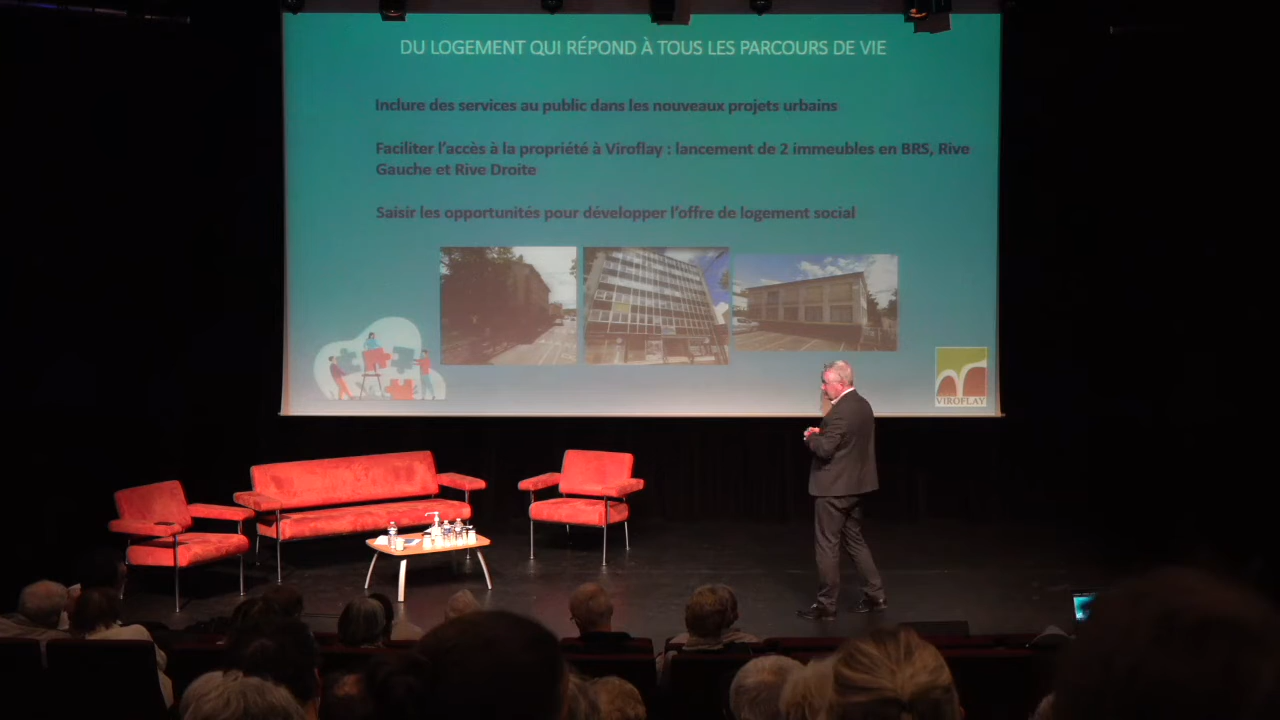 DU LOGEMENT QUI RÉPOND À TOUS LES PARCOURS DE VIE
Inclure des services au public dans les nouveaux projets urbains
Faciliter l'accès à la propriété à Viroflay : lancement de 2 immeubles en BRS, Rive
Gauche et Rive Droite
Saisir les opportunités pour développer l'offre de logement social
VIROFLAY